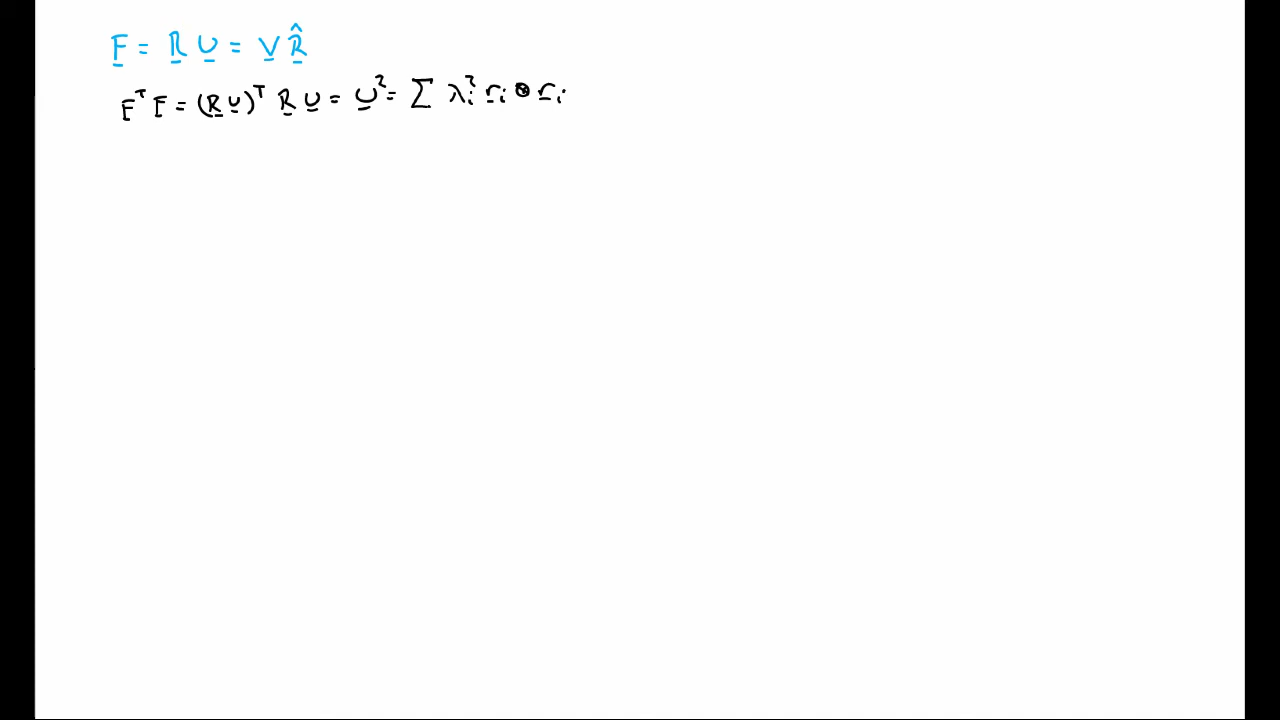 F = R U = V R̂
Fᵀ F = (R U)ᵀ R U = U² = Σ λᵢ² rᵢ ⊗ rᵢ